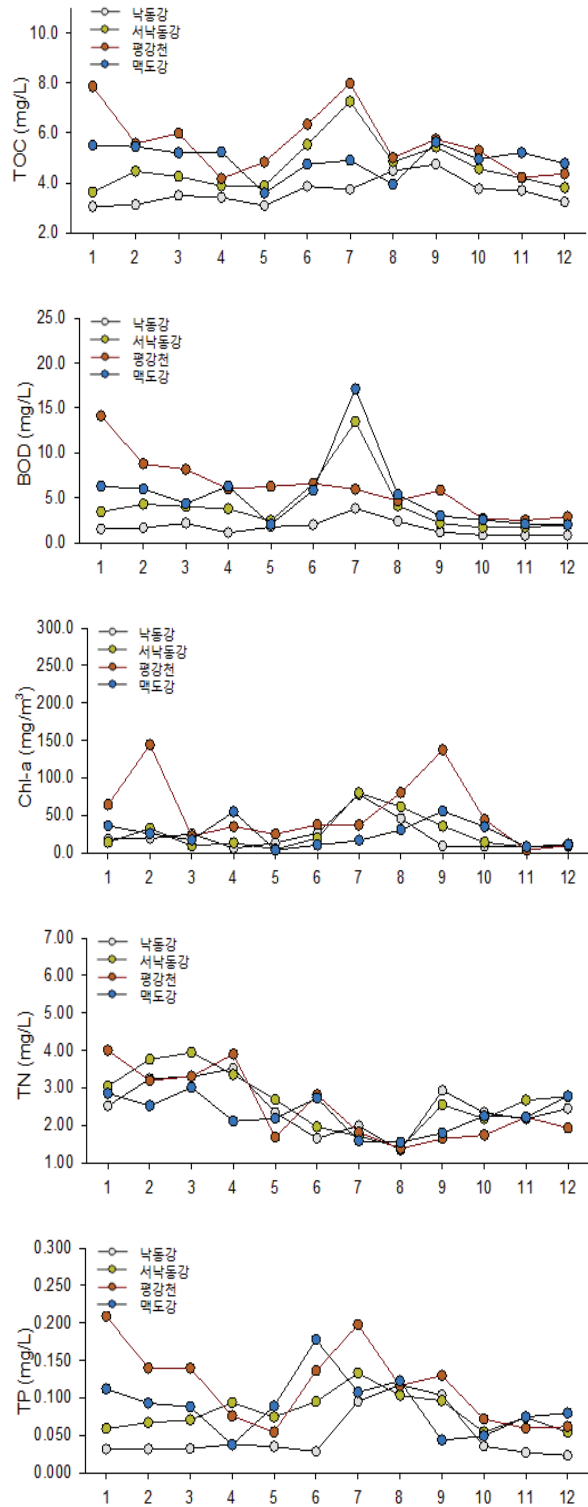 낙동강
서낙동강
평강천
맥도강
TOC (mg/L)
10.0
8.0
6.0
4.0
2.0
1 2 3 4 5 6 7 8 9 10 11 12
낙동강
서낙동강
평강천
맥도강
BOD (mg/L)
25.0
20.0
15.0
10.0
5.0
0.0
1 2 3 4 5 6 7 8 9 10 11 12
낙동강
서낙동강
평강천
맥도강
Chl-a (mg/m³)
300.0
250.0
200.0
150.0
100.0
50.0
0.0
1 2 3 4 5 6 7 8 9 10 11 12
낙동강
서낙동강
평강천
맥도강
TN (mg/L)
7.00
6.00
5.00
4.00
3.00
2.00
1.00
1 2 3 4 5 6 7 8 9 10 11 12
낙동강
서낙동강
평강천
맥도강
TP (mg/L)
0.300
0.250
0.200
0.150
0.100
0.050
0.000
1 2 3 4 5 6 7 8 9 10 11 12